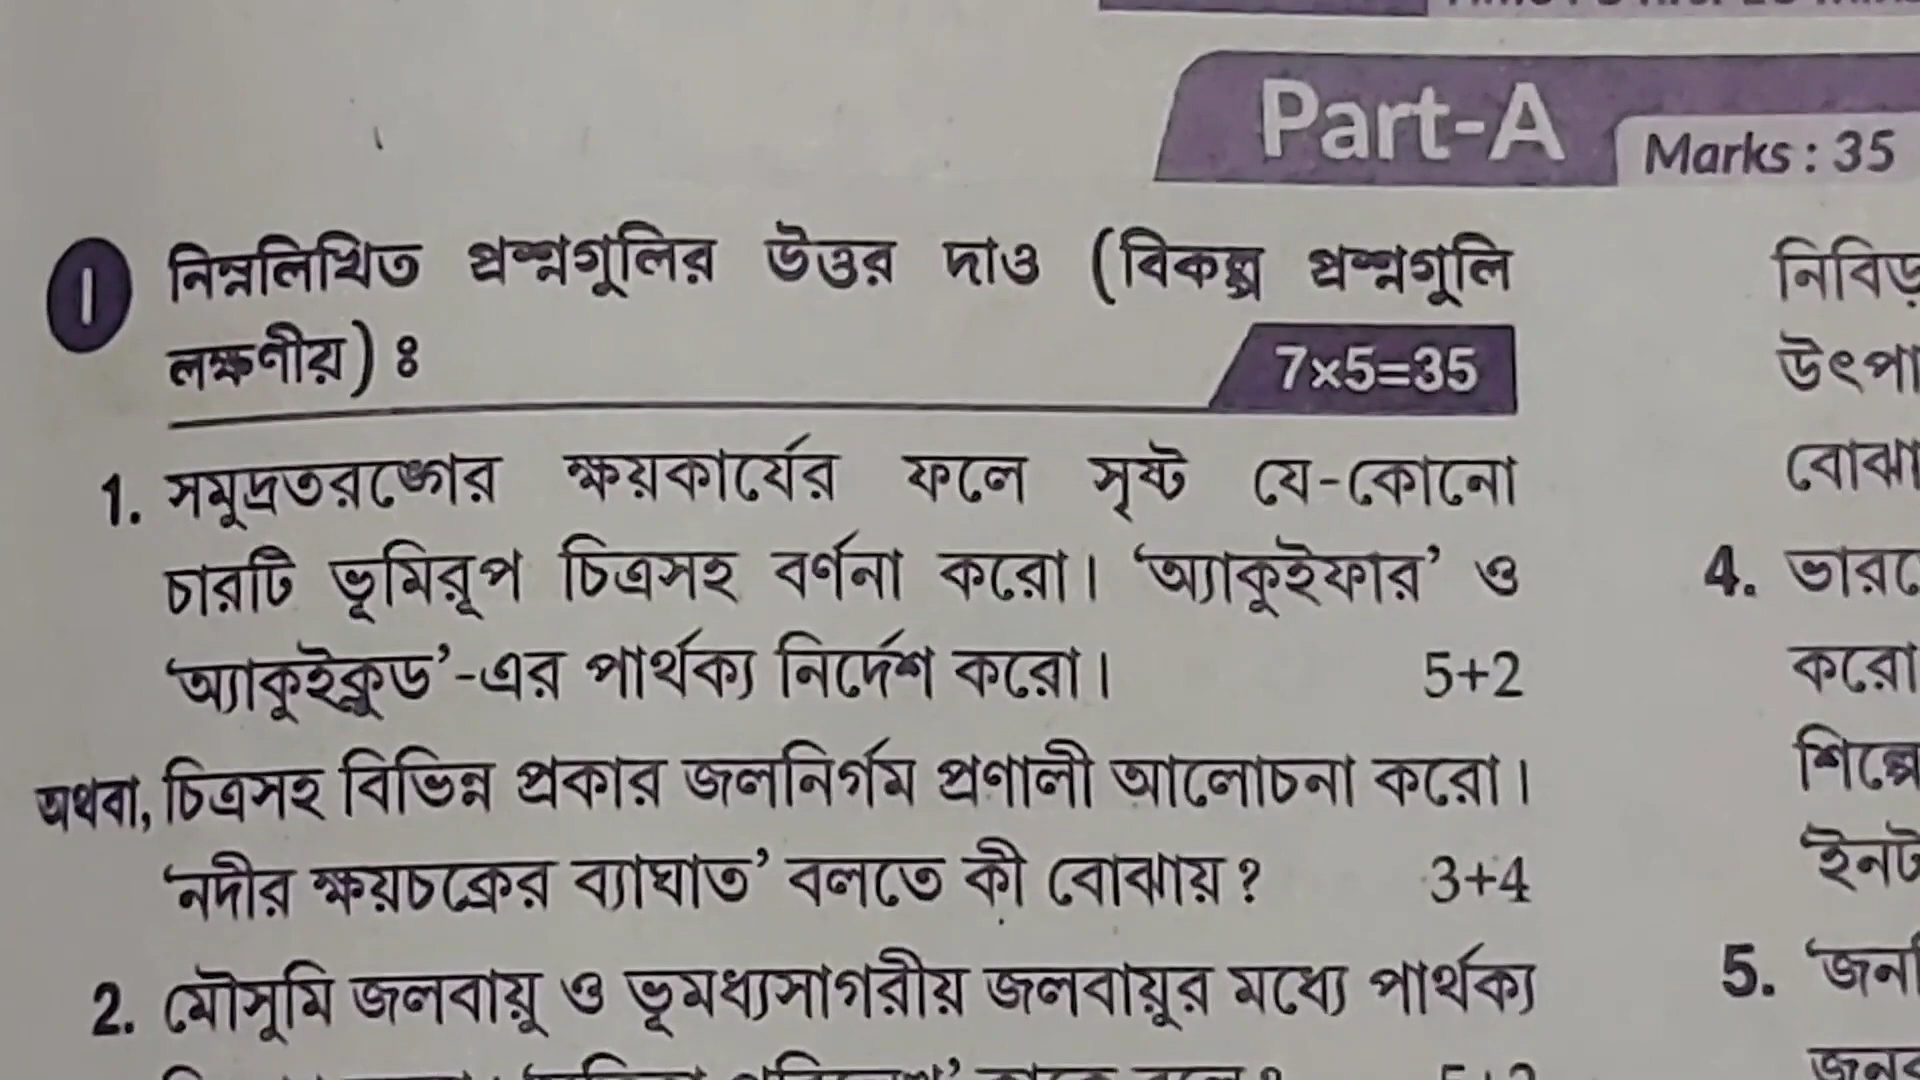 Part-A
Marks : 35
I নিম্নলিখিত প্রশ্নগুলির উত্তর দাও (বিকল্প প্রশ্নগুলি
লক্ষণীয়) ঃ
7×5=35
1. সমুদ্রতরঙ্গের ক্ষয়কার্যের ফলে সৃষ্ট যে-কোনো
চারটি ভূমিরূপ চিত্রসহ বর্ণনা করো। ‘অ্যাকুইফার’ ও
‘অ্যাকুইক্লুড’-এর পার্থক্য নির্দেশ করো। 5+2
অথবা, চিত্রসহ বিভিন্ন প্রকার জলনির্গম প্রণালী আলোচনা করো।
‘নদীর ক্ষয়চক্রের ব্যাঘাত’ বলতে কী বোঝায়? 3+4
2. মৌসুমি জলবায়ু ও ভূমধ্যসাগরীয় জলবায়ুর মধ্যে পার্থক্য
4.
করো
5.